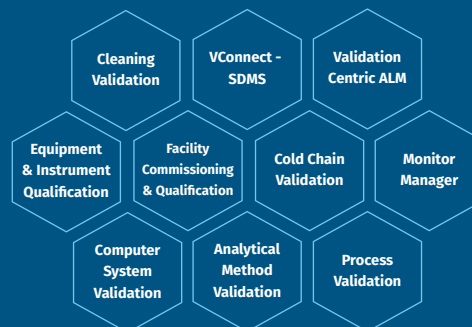 Cleaning
Validation
VConnect -
SDMS
Validation
Centric ALM
Equipment
& Instrument
Qualification
Facility
Commissioning
& Qualification
Cold Chain
Validation
Monitor
Manager
Computer
System
Validation
Analytical
Method
Validation
Process
Validation